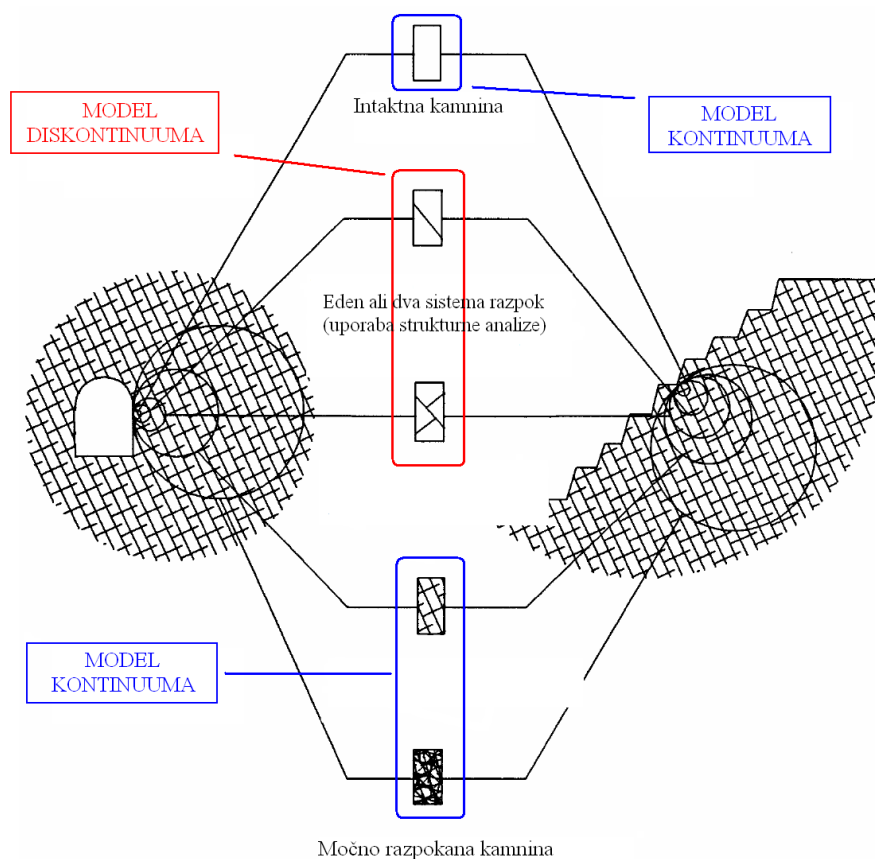 Intaktna kamnina
MODEL
DISKONTINUUMA
MODEL
KONTINUUMA
Eden ali dva sistema razpok
(uporaba strukturne analize)
MODEL
KONTINUUMA
Močno razpokana kamnina